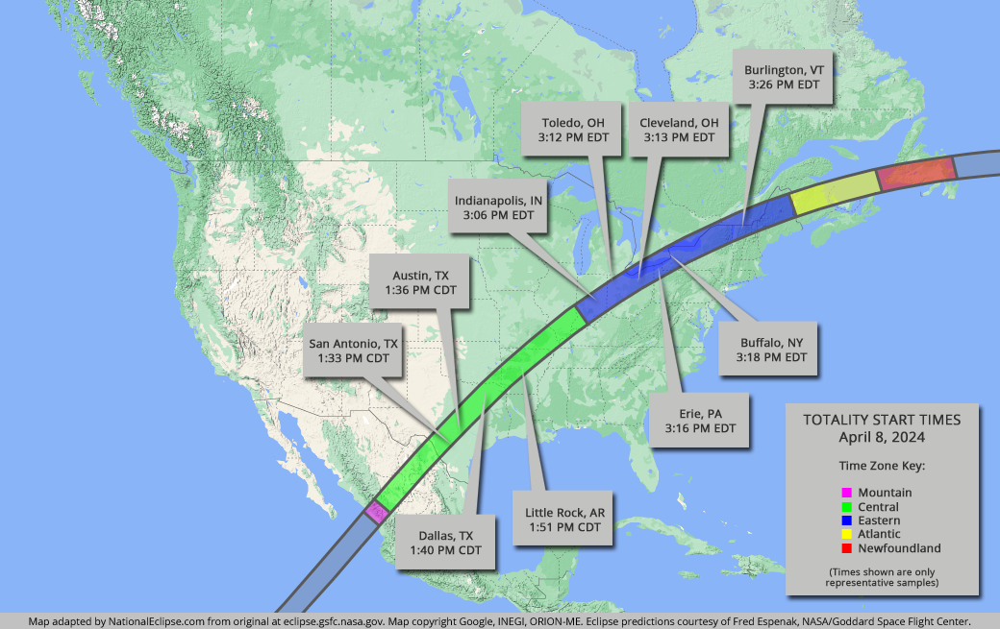 Burlington, VT
3:26 PM EDT
Toledo, OH
3:12 PM EDT
Cleveland, OH
3:13 PM EDT
Indianapolis, IN
3:06 PM EDT
Austin, TX
1:36 PM CDT
San Antonio, TX
1:33 PM CDT
Buffalo, NY
3:18 PM EDT
Erie, PA
3:16 PM EDT
Little Rock, AR
1:51 PM CDT
Dallas, TX
1:40 PM CDT
TOTALITY START TIMES
April 8, 2024
Time Zone Key:
Mountain
Central
Eastern
Atlantic
Newfoundland
(Times shown are only
representative samples)
Map adapted by NationalEclipse.com from original at eclipse.gsfc.nasa.gov. Map copyright Google, INEGI, ORION-ME. Eclipse predictions courtesy of Fred Espenak, NASA/Goddard Space Flight Center.